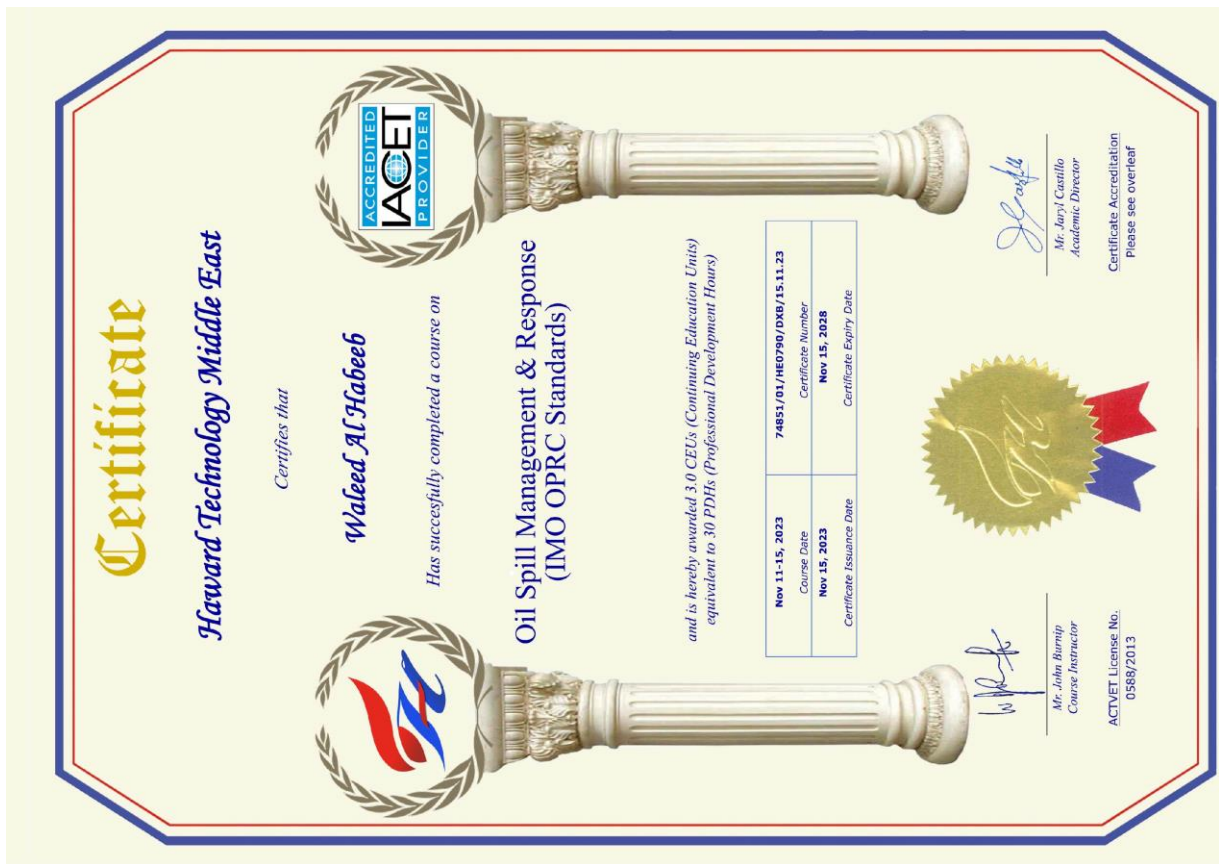 Certificate
Haward Technology Middle East
Certifies that
Waleed Al Habeeb
Has succesfully completed a course on
Oil Spill Management & Response
(IMO OPRC Standards)
and is hereby awarded 3.0 CEUs (Continuing Education Units)
equivalent to 30 PDHs (Professional Development Hours)
ACCREDITED
IACET
PROVIDER
Nov 11-15, 2023 74851/01/HE0790/DXB/15.11.23
Course Date Certificate Number
Nov 15, 2023 Nov 15, 2028
Certificate Issuance Date Certificate Expiry Date
Mr. John Burnip
Course Instructor
ACTVET License No.
0588/2013
Mr. Jaryl Castillo
Academic Director
Certificate Accreditation
Please see overleaf